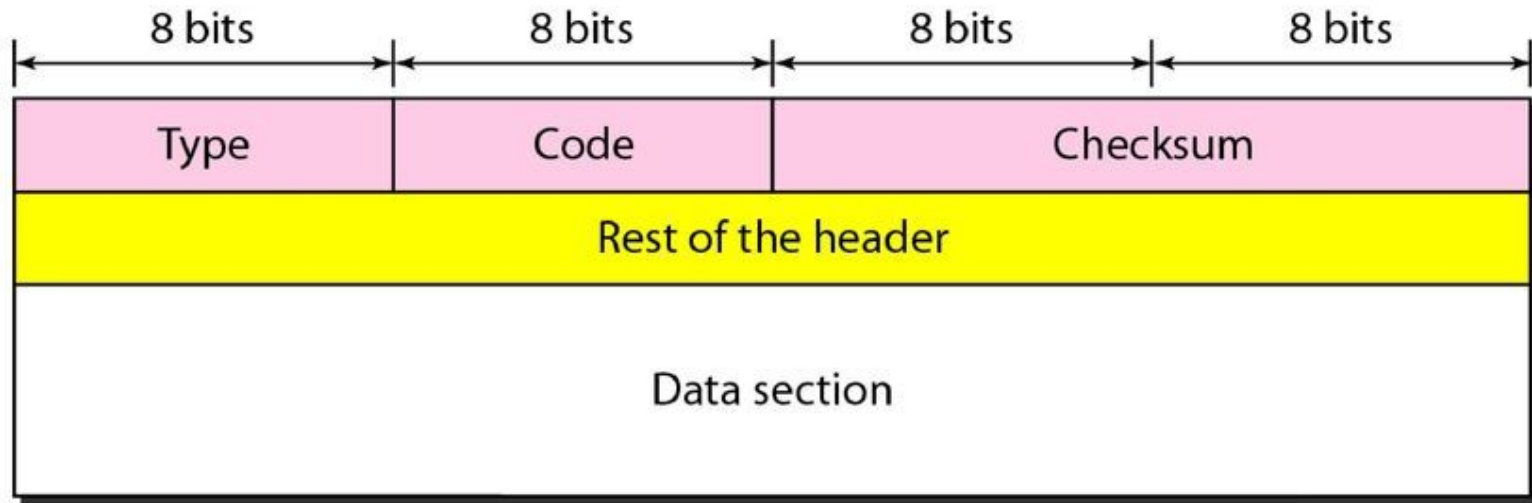 8 bits 8 bits 8 bits 8 bits
Type Code Checksum
Rest of the header
Data section